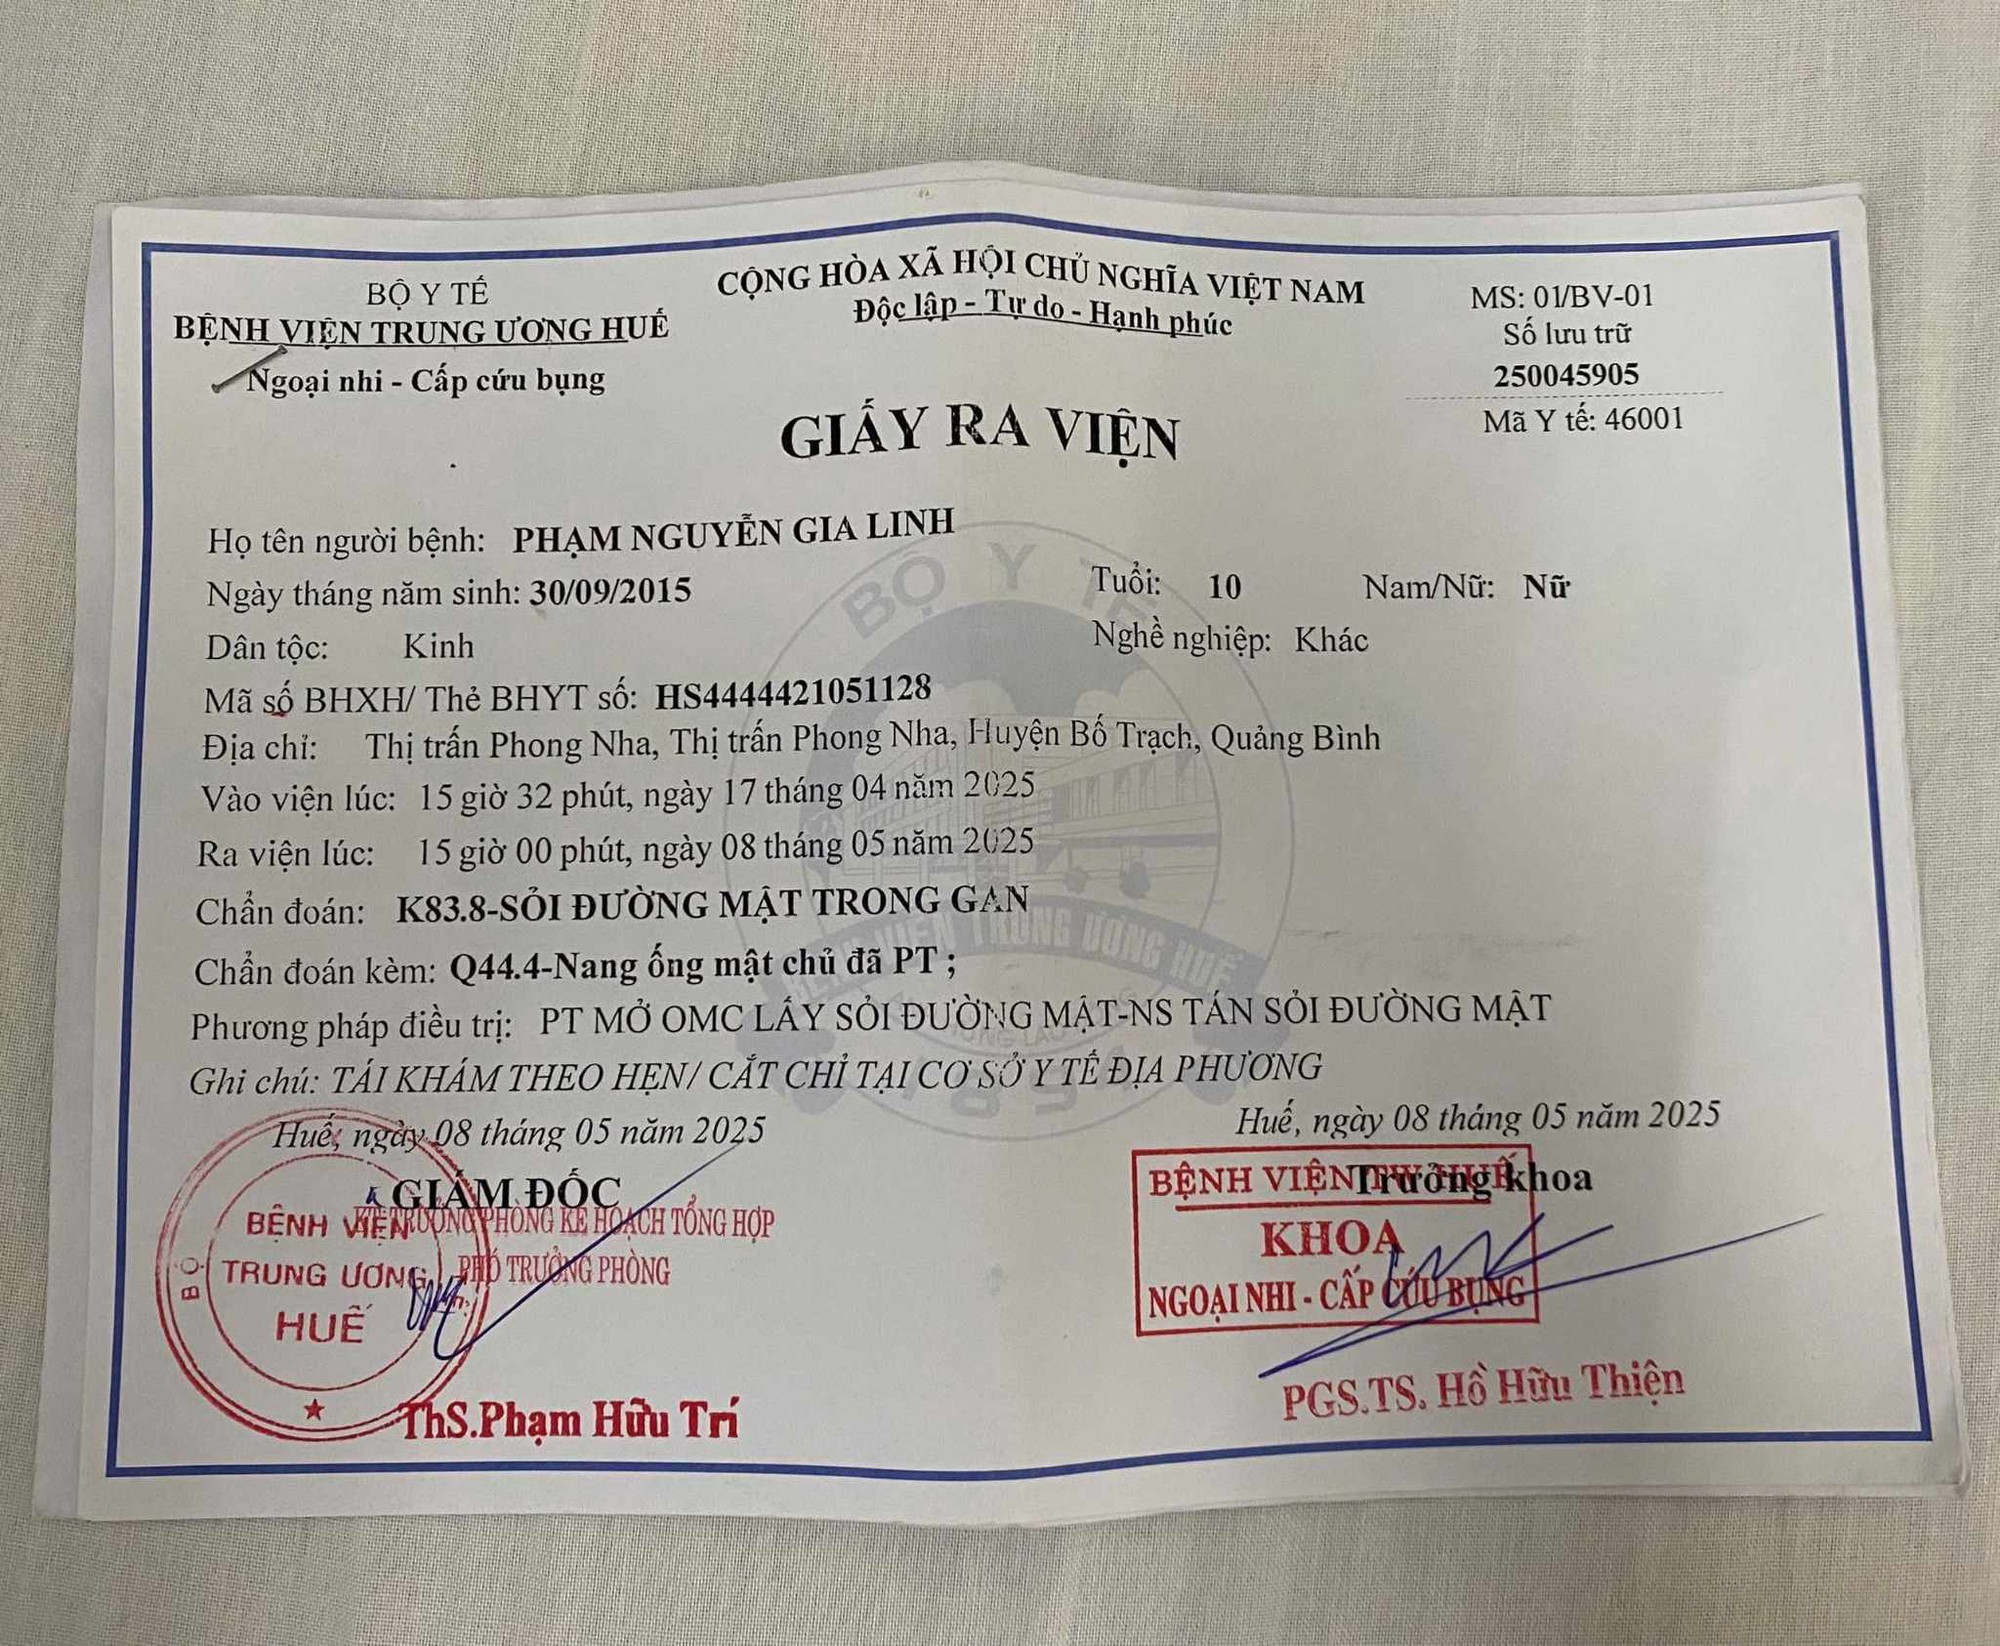 BỘ Y TẾ
BỆNH VIỆN TRUNG ƯƠNG HUẾ
Ngoại nhi - Cấp cứu bụng
CỘNG HÒA XÃ HỘI CHỦ NGHĨA VIỆT NAM
Độc lập - Tự do - Hạnh phúc
MS: 01/BV-01
Số lưu trữ
250045905
Mã Y tế: 46001
GIẤY RA VIỆN
Họ tên người bệnh: PHẠM NGUYỄN GIA LINH
Ngày tháng năm sinh: 30/09/2015 Tuổi: 10 Nam/Nữ: Nữ
Dân tộc: Kinh Nghề nghiệp: Khác
Mã số BHXH/ Thẻ BHYT số: HS4444421051128
Địa chỉ: Thị trấn Phong Nha, Thị trấn Phong Nha, Huyện Bố Trạch, Quảng Bình
Vào viện lúc: 15 giờ 32 phút, ngày 17 tháng 04 năm 2025
Ra viện lúc: 15 giờ 00 phút, ngày 08 tháng 05 năm 2025
Chẩn đoán: K83.8-SỎI ĐƯỜNG MẬT TRONG GAN
Chẩn đoán kèm: Q44.4-Nang ống mật chủ đã PT ;
Phương pháp điều trị: PT MỞ OMC LẤY SỎI ĐƯỜNG MẬT-NS TÁN SỎI ĐƯỜNG MẬT
Ghi chú: TÁI KHÁM THEO HẸN/ CẮT CHỈ TẠI CƠ SỞ Y TẾ ĐỊA PHƯƠNG
Huế, ngày 08 tháng 05 năm 2025
GIÁM ĐỐC
KT.TRƯỞNG PHÒNG KẾ HOẠCH TỔNG HỢP
PHÓ TRƯỞNG PHÒNG
BỆNH VIỆN
TRUNG ƯƠNG
HUẾ
ThS.Phạm Hữu Trí
Huế, ngày 08 tháng 05 năm 2025
Trưởng khoa
BỆNH VIỆN TW HUẾ
KHOA
NGOẠI NHI - CẤP CỨU BỤNG
PGS.TS. Hồ Hữu Thiện
BỘ Y TẾ
BỆNH VIỆN TRUNG ƯƠNG HUẾ